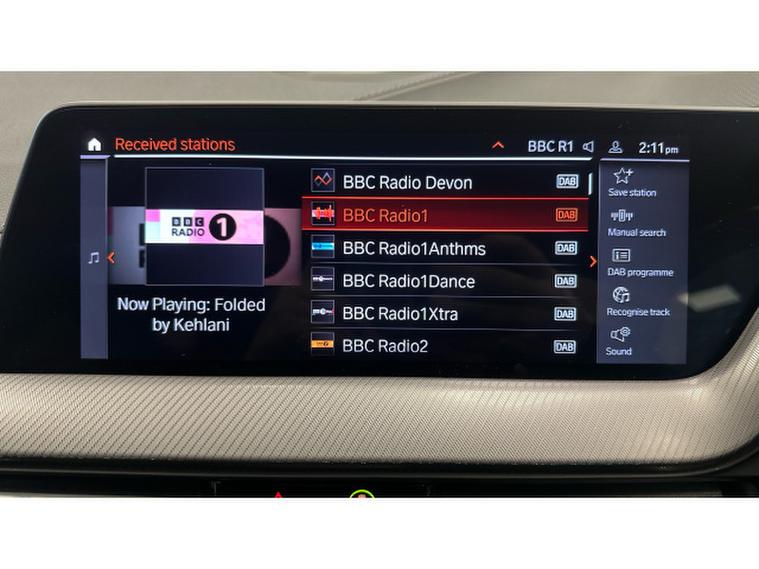 Received stations
BBC R1
2:11pm
BBC RADIO 1
Now Playing: Folded
by Kehlani
BBC Radio Devon DAB
BBC Radio1 DAB
BBC Radio1Anthms DAB
BBC Radio1Dance DAB
BBC Radio1Xtra DAB
BBC Radio2 DAB
Save station
Manual search
DAB programme
Recognise track
Sound